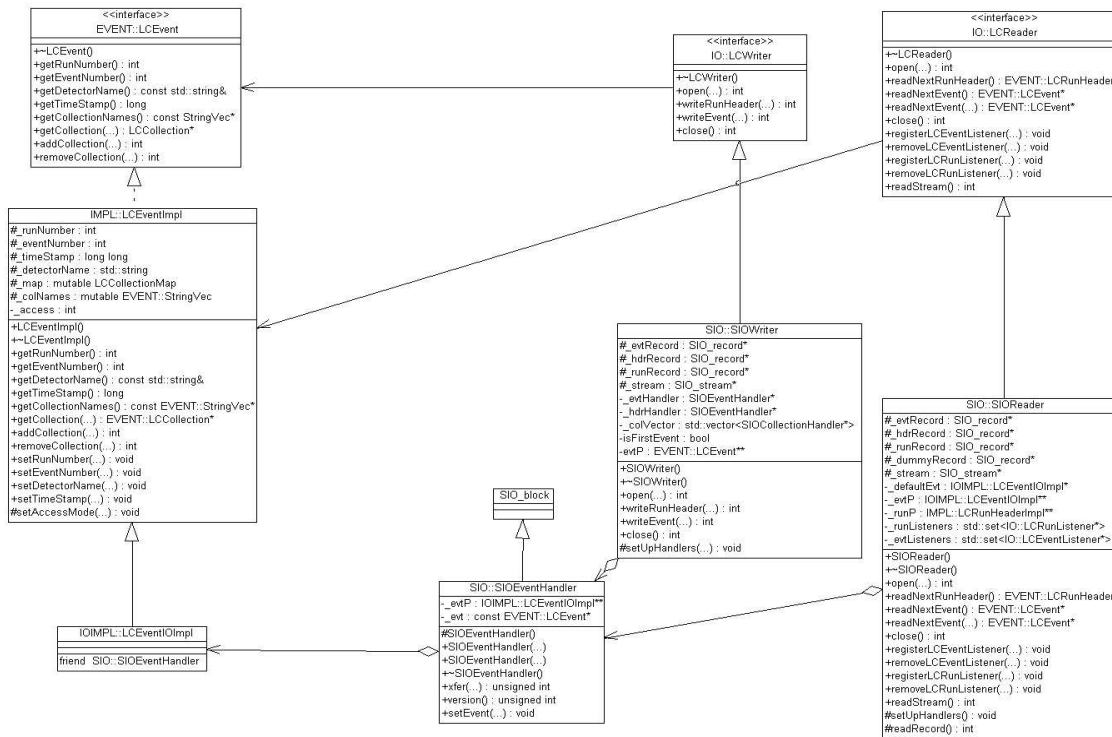 <<interface>>
EVENT::LCEvent
+~LCEvent()
+getRunNumber() : int
+getEventNumber() : int
+getDetectorName() : const std::string&
+getTimeStamp() : long
+getCollectionNames() : const StringVec*
+getCollection(...) : LCCollection*
+addCollection(...) : int
+removeCollection(...) : int
<<interface>>
IO::LCWriter
+~LCWriter()
+open(...) : int
+writeRunHeader(...) : int
+writeEvent(...) : int
+close() : int
<<interface>>
IO::LCReader
+~LCReader()
+open(...) : int
+readNextRunHeader() : EVENT::LCRunHeader
+readNextEvent() : EVENT::LCEvent*
+readNextEvent(...) : EVENT::LCEvent*
+close() : int
+registerLCEventListener(...) : void
+removeLCEventListener(...) : void
+registerLCRunListener(...) : void
+removeLCRunListener(...) : void
+readStream() : int
IMPL::LCEventImpl
#_runNumber : int
#_eventNumber : int
#_timeStamp : long long
#_detectorName : std::string
#_map : mutable LCCollectionMap
#_colNames : mutable EVENT::StringVec
-_access : int
+LCEventImpl()
+~LCEventImpl()
+getRunNumber() : int
+getEventNumber() : int
+getDetectorName() : const std::string&
+getTimeStamp() : long
+getCollectionNames() : const EVENT::StringVec*
+getCollection(...) : EVENT::LCCollection*
+addCollection(...) : int
+removeCollection(...) : int
+setRunNumber(...) : void
+setEventNumber(...) : void
+setDetectorName(...) : void
+setTimeStamp(...) : void
#setAccessMode(...) : void
SIO::SIOWriter
#_evtRecord : SIO_record*
#_hdrRecord : SIO_record*
#_runRecord : SIO_record*
#_stream : SIO_stream*
-_evtHandler : SIOEventHandler*
-_hdrHandler : SIOEventHandler*
-_colVector : std::vector<SIOCollectionHandler*>
-isFirstEvent : bool
-evtP : EVENT::LCEvent**
+SIOWriter()
+~SIOWriter()
+open(...) : int
+writeRunHeader(...) : int
+writeEvent(...) : int
+close() : int
#setUpHandlers(...) : void
SIO::SIOReader
#_evtRecord : SIO_record*
#_hdrRecord : SIO_record*
#_runRecord : SIO_record*
#_dummyRecord : SIO_record*
#_stream : SIO_stream*
-_defaultEvt : IOIMPL::LCEventIOImpl*
-_evtP : IOIMPL::LCEventIOImpl**
-_runP : IMPL::LCRunHeaderImpl**
-_runListeners : std::set<IO::LCRunListener*>
-_evtListeners : std::set<IO::LCEventListener*>
+SIOReader()
+~SIOReader()
+open(...) : int
+readNextRunHeader() : EVENT::LCRunHeader
+readNextEvent() : EVENT::LCEvent*
+readNextEvent(...) : EVENT::LCEvent*
+close() : int
+registerLCEventListener(...) : void
+removeLCEventListener(...) : void
+registerLCRunListener(...) : void
+removeLCRunListener(...) : void
+readStream() : int
#setUpHandlers() : void
#readRecord() : int
SIO_block
SIO::SIOEventHandler
-_evtP : IOIMPL::LCEventIOImpl**
-_evt : const EVENT::LCEvent*
#SIOEventHandler()
+SIOEventHandler(...)
+SIOEventHandler(...)
+~SIOEventHandler()
+xfer(...) : unsigned int
+version() : unsigned int
+setEvent(...) : void
IOIMPL::LCEventIOImpl
friend SIO::SIOEventHandler